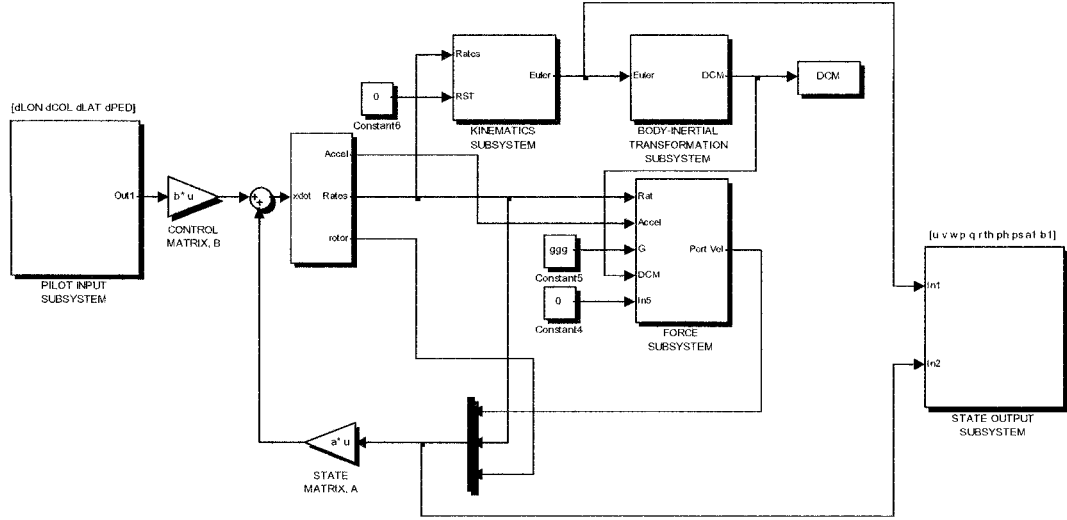 [dLON dCOL dLAT dPED]
Out1
PILOT INPUT
SUBSYSTEM
b* u
CONTROL
MATRIX, B
+
+
xdot
Accel
Rates
rotor
0
Constant6
Rates
RST
Euler
KINEMATICS
SUBSYSTEM
Euler
DCM
BODY-INERTIAL
TRANSFORMATION
SUBSYSTEM
DCM
ggg
Constant5
0
Constant4
Rat
Accel
G
DCM
In5
Port Vel
FORCE
SUBSYSTEM
a* u
STATE
MATRIX, A
[u v w p q r th ph ps a1 b1]
In1
In2
STATE OUTPUT
SUBSYSTEM